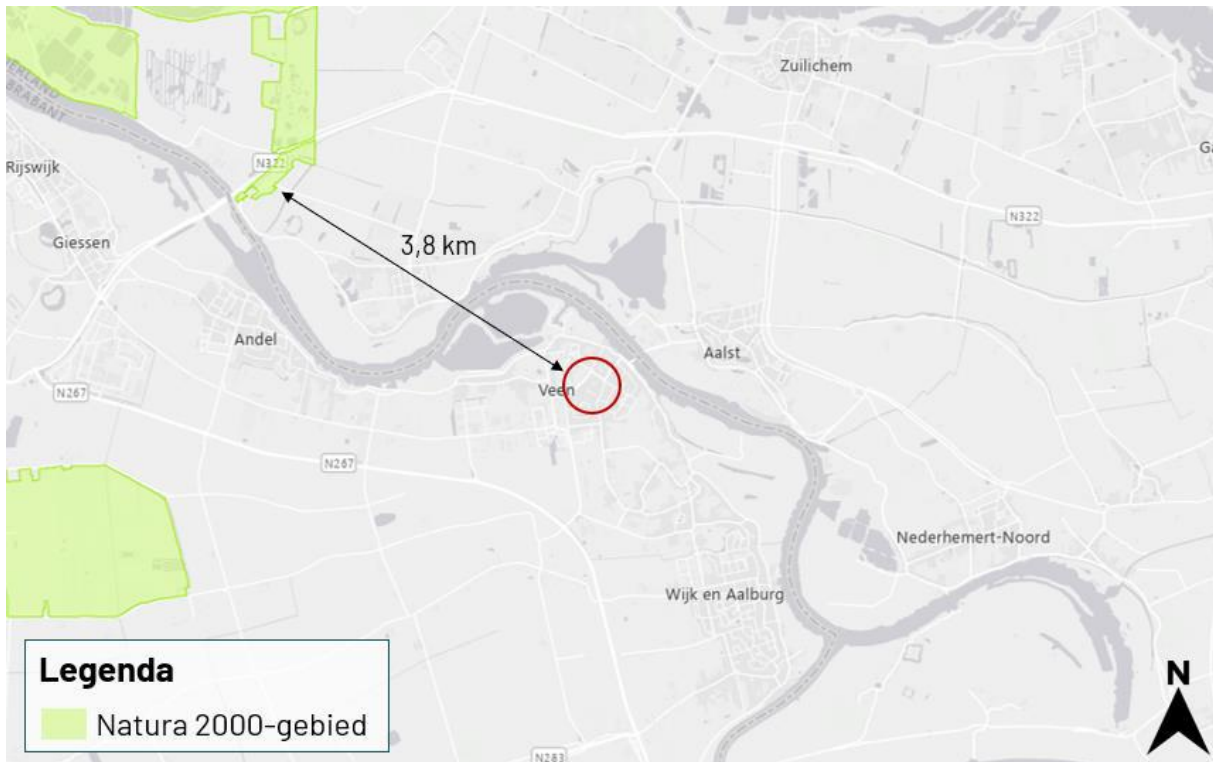 Zuilichem
BRABANT
Rijswijk
N322
N322
Giessen
3,8 km
Andel
Aalst
Veen
N267
N267
Nederhemert-Noord
Wijk en Aalburg
Legenda
Natura 2000-gebied
N283
N